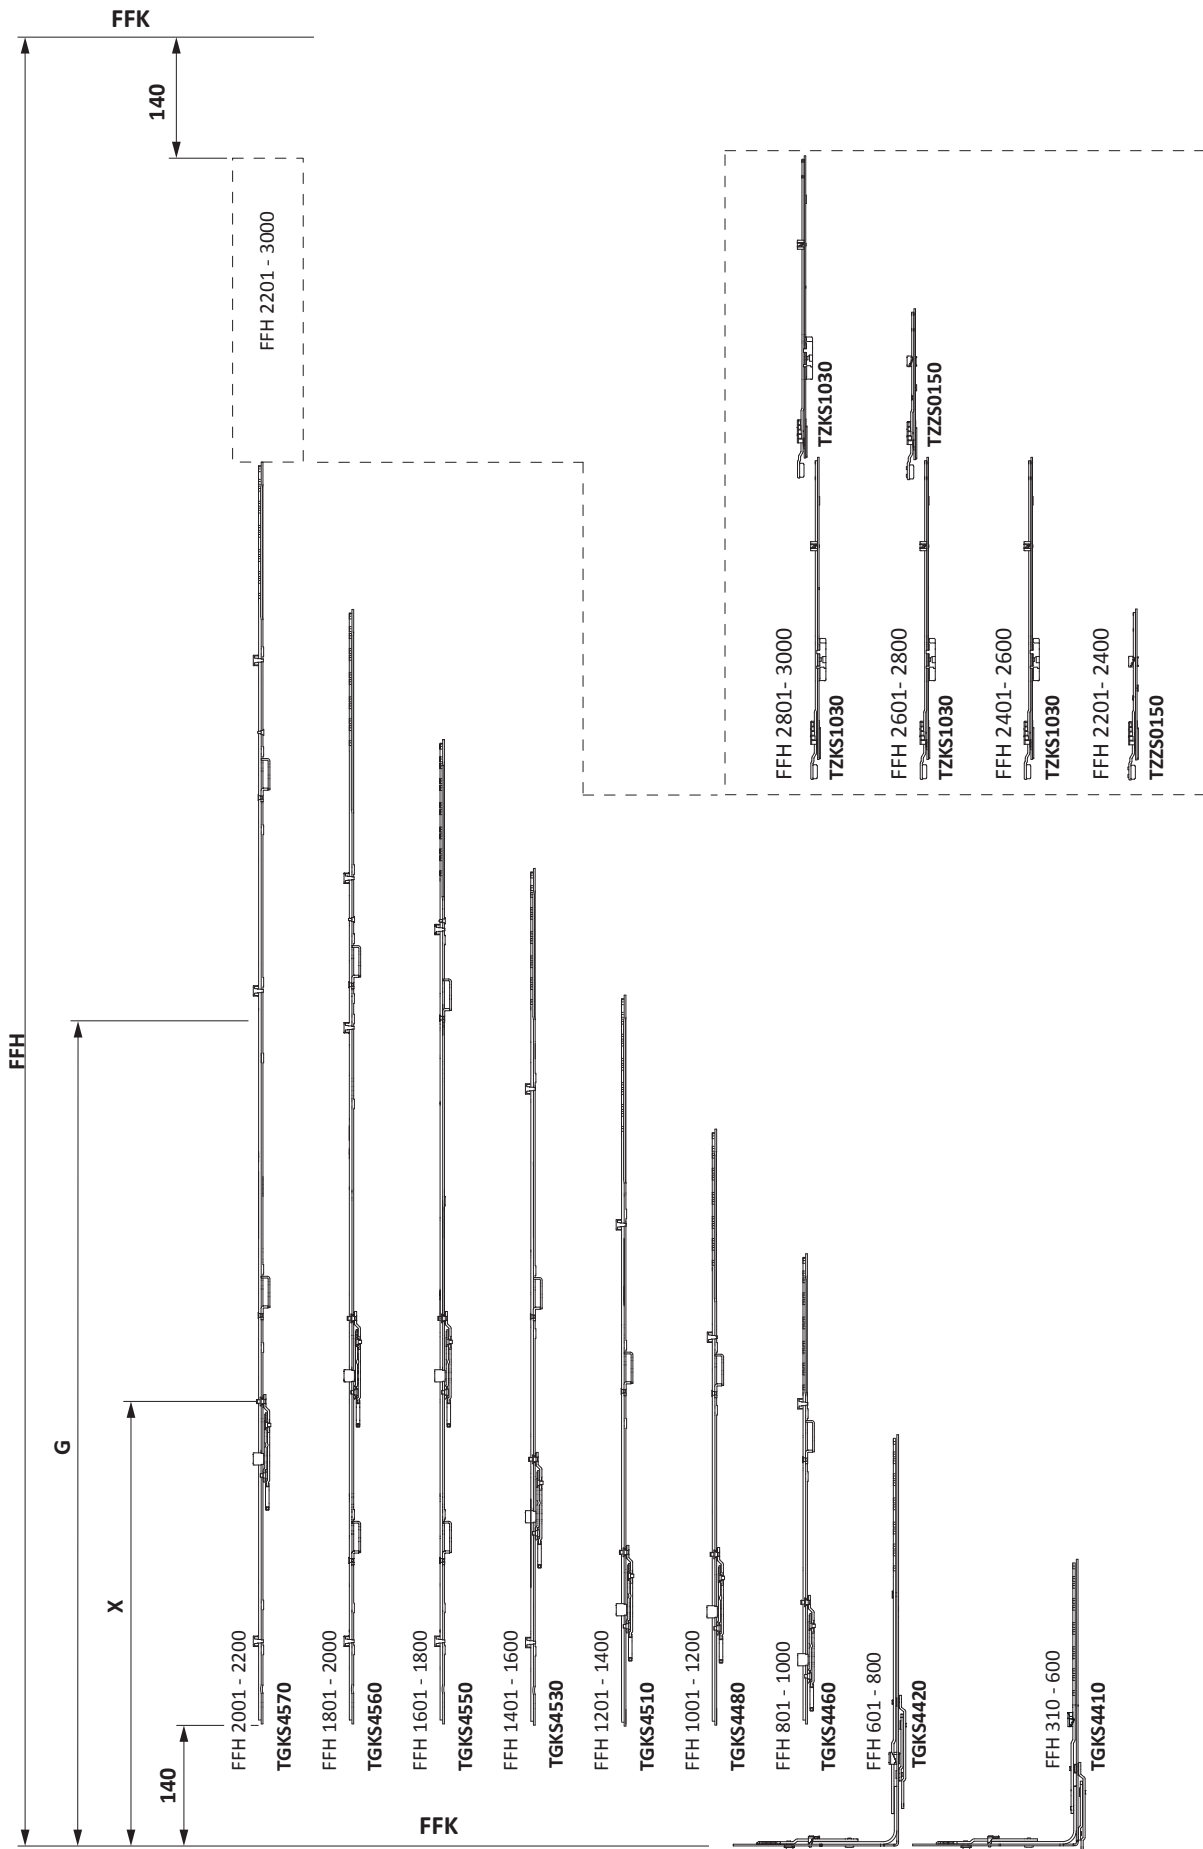 FFK
140
FFH 2201 - 3000
TZKS1030
TZZS0150
FFH 2801- 3000
TZKS1030
FFH 2601- 2800
TZKS1030
FFH 2401- 2600
TZKS1030
FFH 2201- 2400
TZZS0150
FFH
G
X
FFH 2001 - 2200
TGKS4570
FFH 1801 - 2000
TGKS4560
FFH 1601 - 1800
TGKS4550
FFH 1401 - 1600
TGKS4530
FFH 1201 - 1400
TGKS4510
FFH 1001 - 1200
TGKS4480
FFH 801 - 1000
TGKS4460
FFH 601 - 800
TGKS4420
FFH 310 - 600
TGKS4410
140
FFK